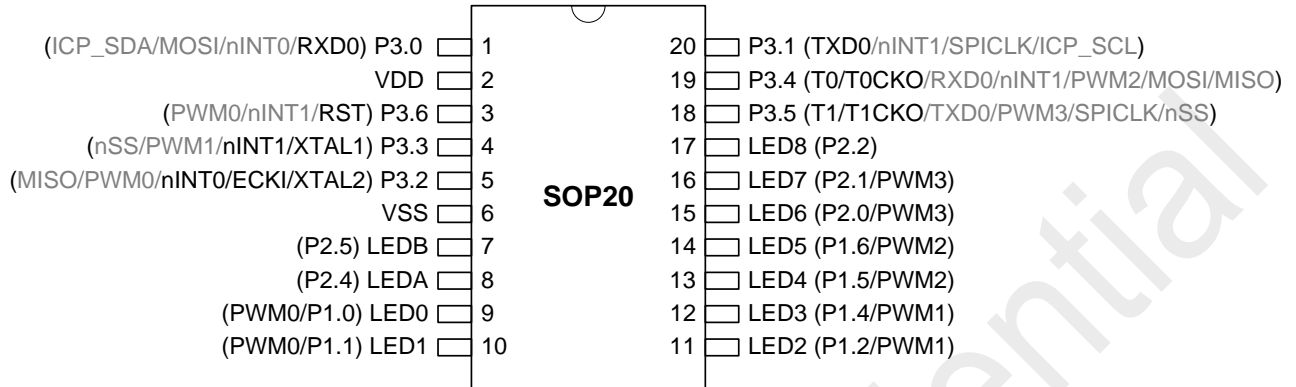 (ICP_SDA/MOSI/nINT0/RXD0) P3.0 1 20 P3.1 (TXD0/nINT1/SPICLK/ICP_SCL)
VDD 2 19 P3.4 (T0/T0CKO/RXD0/nINT1/PWM2/MOSI/MISO)
(PWM0/nINT1/RST) P3.6 3 18 P3.5 (T1/T1CKO/TXD0/PWM3/SPICLK/nSS)
(nSS/PWM1/nINT1/XTAL1) P3.3 4 17 LED8 (P2.2)
(MISO/PWM0/nINT0/ECKI/XTAL2) P3.2 5 16 LED7 (P2.1/PWM3)
SOP20
VSS 6 15 LED6 (P2.0/PWM3)
(P2.5) LEDB 7 14 LED5 (P1.6/PWM2)
(P2.4) LEDA 8 13 LED4 (P1.5/PWM2)
(PWM0/P1.0) LED0 9 12 LED3 (P1.4/PWM1)
(PWM0/P1.1) LED1 10 11 LED2 (P1.2/PWM1)
ential